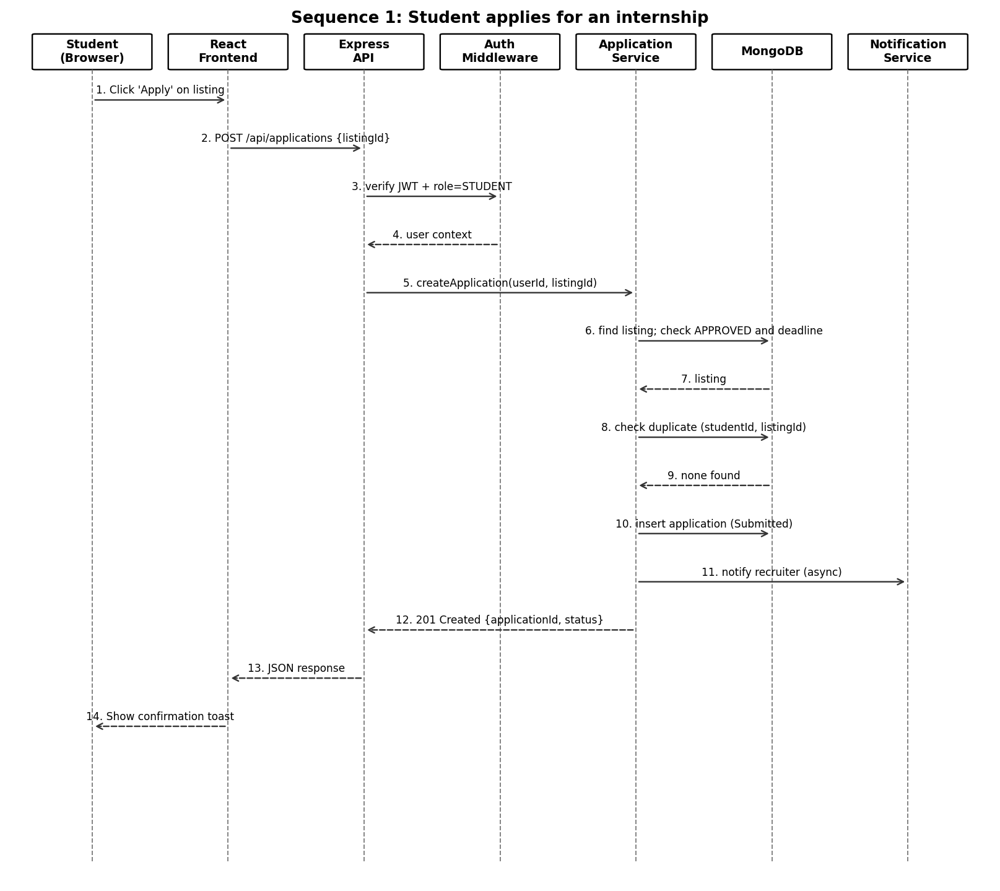 Sequence 1: Student applies for an internship
Student
(Browser)
React
Frontend
Express
API
Auth
Middleware
Application
Service
MongoDB
Notification
Service
1. Click 'Apply' on listing
2. POST /api/applications {listingId}
3. verify JWT + role=STUDENT
4. user context
5. createApplication(userId, listingId)
6. find listing; check APPROVED and deadline
7. listing
8. check duplicate (studentId, listingId)
9. none found
10. insert application (Submitted)
11. notify recruiter (async)
12. 201 Created {applicationId, status}
13. JSON response
14. Show confirmation toast